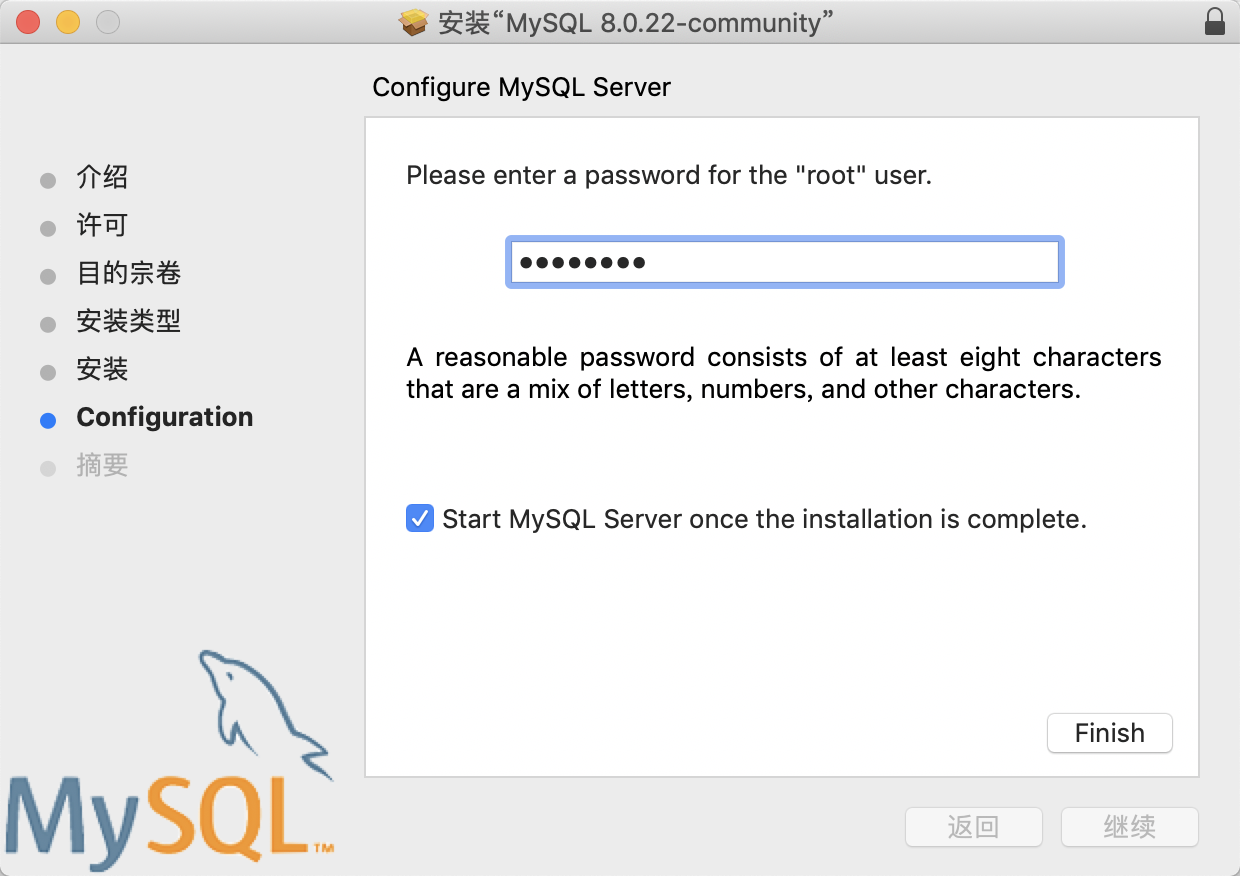 安装“MySQL 8.0.22-community”
Configure MySQL Server
介绍
许可
目的宗卷
安装类型
安装
Configuration
摘要
Please enter a password for the "root" user.
••••••••
A reasonable password consists of at least eight characters
that are a mix of letters, numbers, and other characters.
Start MySQL Server once the installation is complete.
Finish
MySQL™
返回
继续